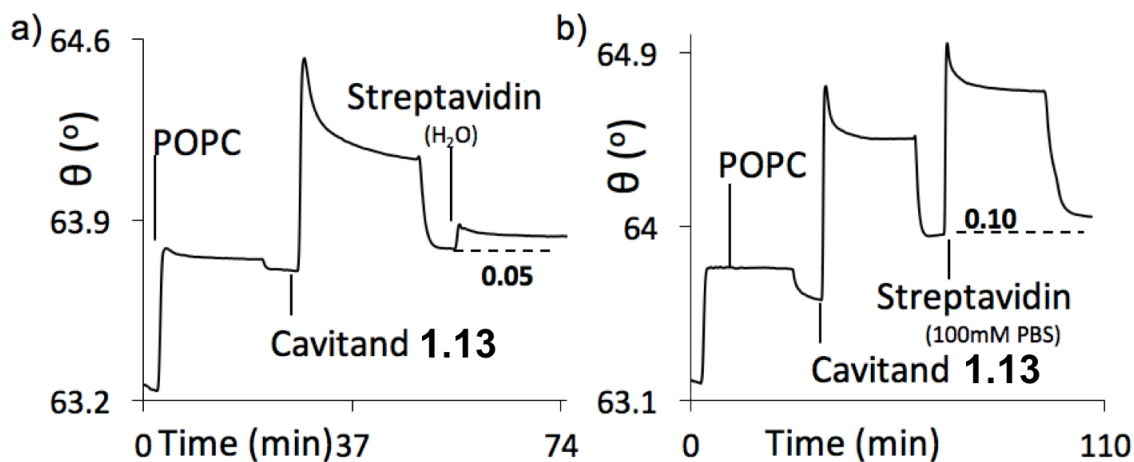 a)
64.6
63.9
63.2
θ (º)
POPC
Streptavidin
(H₂O)
0.05
Cavitand 1.13
0
Time (min)
37
74
b)
64.9
64
63.1
θ (º)
POPC
0.10
Streptavidin
(100mM PBS)
Cavitand 1.13
0
Time (min)
110